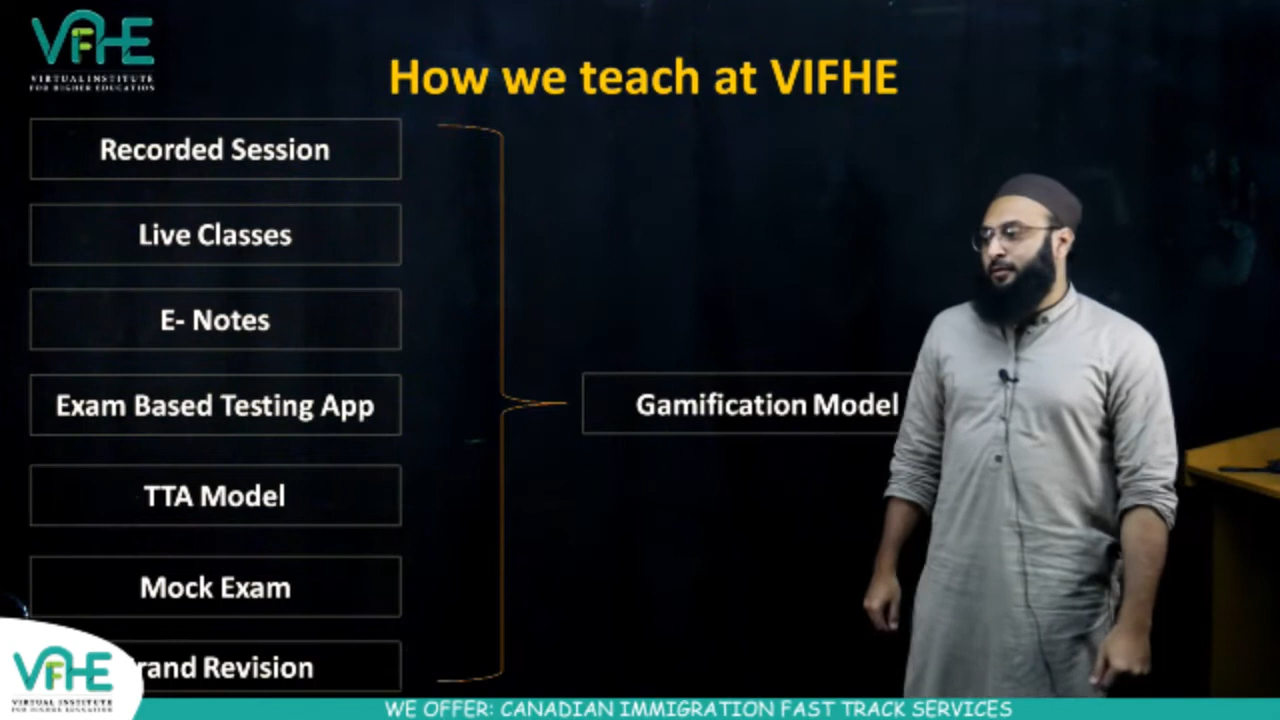 VIFHE
VIRTUAL INSTITUTE
FOR HIGHER EDUCATION
How we teach at VIFHE
Recorded Session
Live Classes
E- Notes
Exam Based Testing App
TTA Model
Mock Exam
rand Revision
Gamification Model
VIFHE
VIRTUAL INSTITUTE
FOR HIGHER EDUCATION
WE OFFER: CANADIAN IMMIGRATION FAST TRACK SERVICES